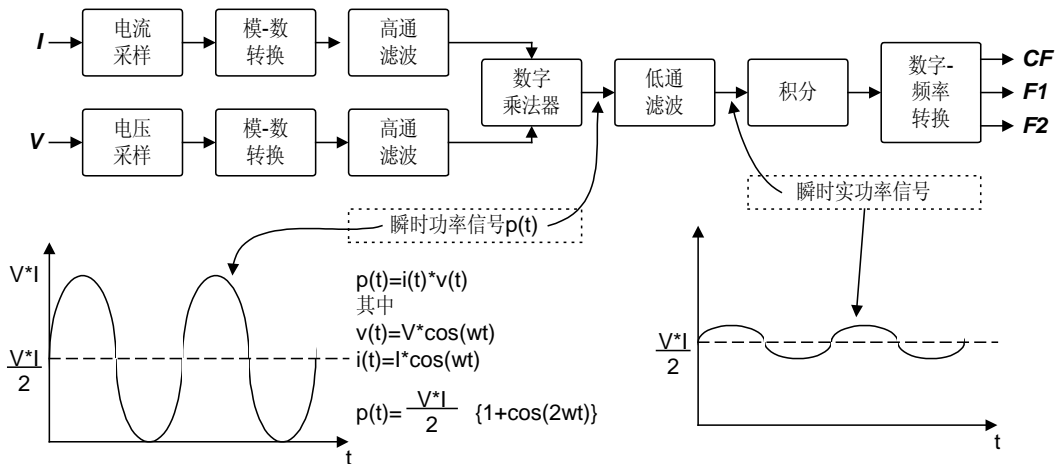 I
电流
采样
模-数
转换
高通
滤波
V
电压
采样
模-数
转换
高通
滤波
数字
乘法器
低通
滤波
积分
数字-
频率
转换
CF
F1
F2
瞬时功率信号p(t)
瞬时实功率信号
V*I
V*I
2
t
p(t)=i(t)*v(t)
其中
v(t)=V*cos(wt)
i(t)=I*cos(wt)
p(t)= V*I/2 {1+cos(2wt)}
V*I
2
t